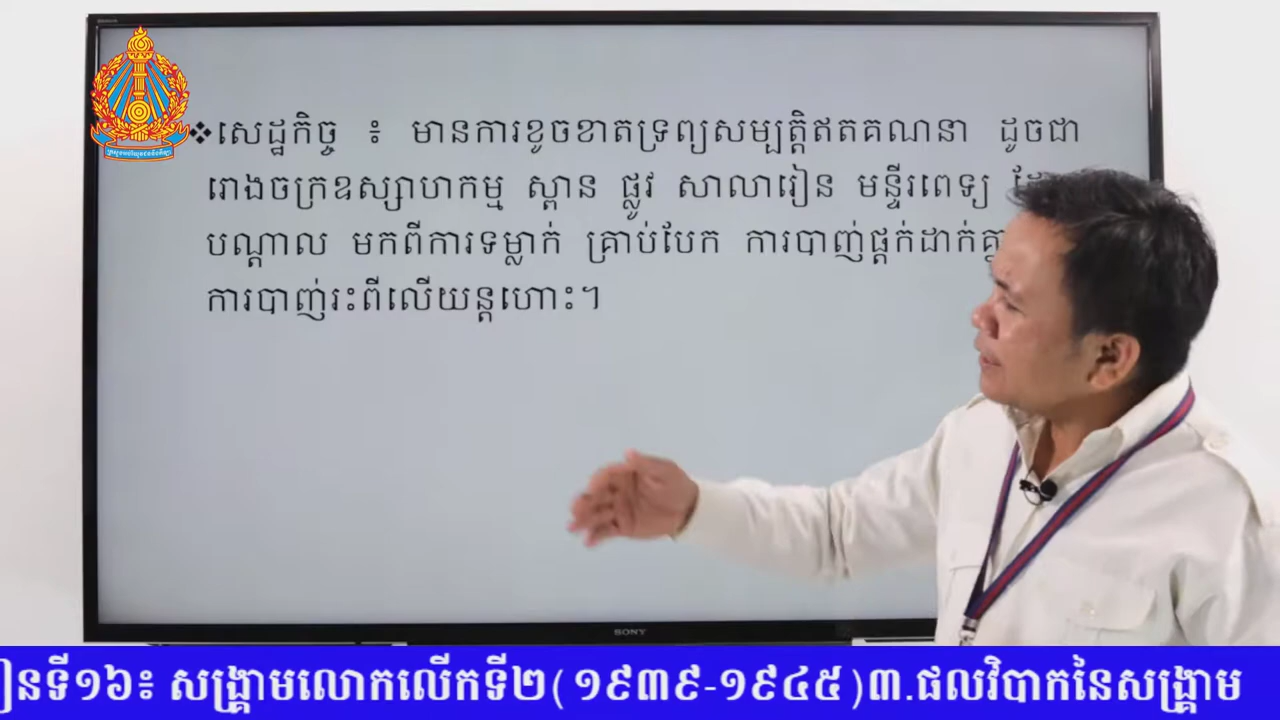 ❖សេដ្ឋកិច្ច ៖ មានការខូចខាតទ្រព្យសម្បត្តិឥតគណនា ដូចជា
រោងចក្រឧស្សាហកម្ម ស្ពាន ផ្លូវ សាលារៀន មន្ទីរពេទ្យ
បណ្តាល មកពីការទម្លាក់ គ្រាប់បែក ការបាញ់ផ្តក់ដាក់គ្នា
ការបាញ់រះពីលើយន្តហោះ។
SONY
រៀនទី១៦៖ សង្គ្រាមលោកលើកទី២(១៩៣៩-១៩៤៥)៣.ផលវិបាកនៃសង្គ្រាម